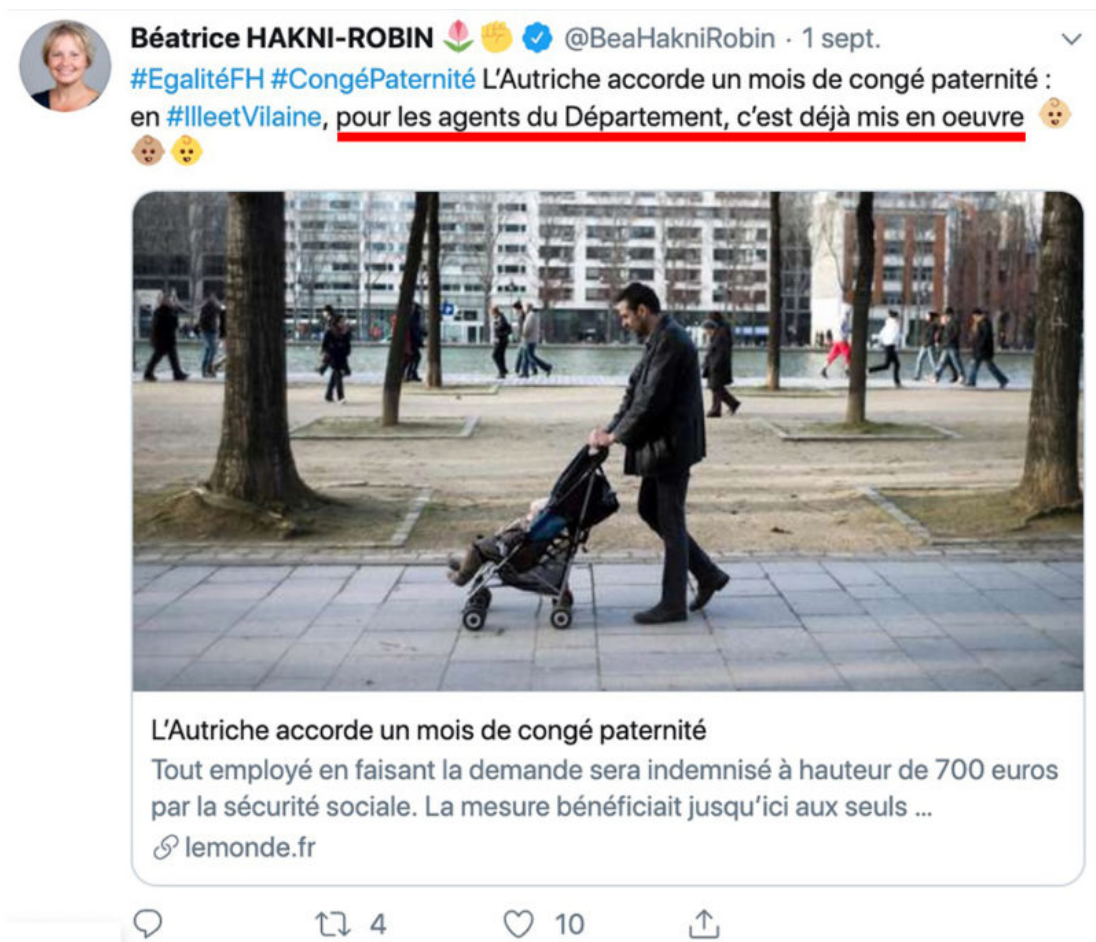 Béatrice HAKNI-ROBIN 🌷✊ @BeaHakniRobin · 1 sept.
#EgalitéFH #CongéPaternité L’Autriche accorde un mois de congé paternité :
en #IlleetVilaine, pour les agents du Département, c’est déjà mis en oeuvre 👶🏼
👶🏽👶
L’Autriche accorde un mois de congé paternité
Tout employé en faisant la demande sera indemnisé à hauteur de 700 euros
par la sécurité sociale. La mesure bénéficiait jusqu’ici aux seuls ...
lemonde.fr
4 10